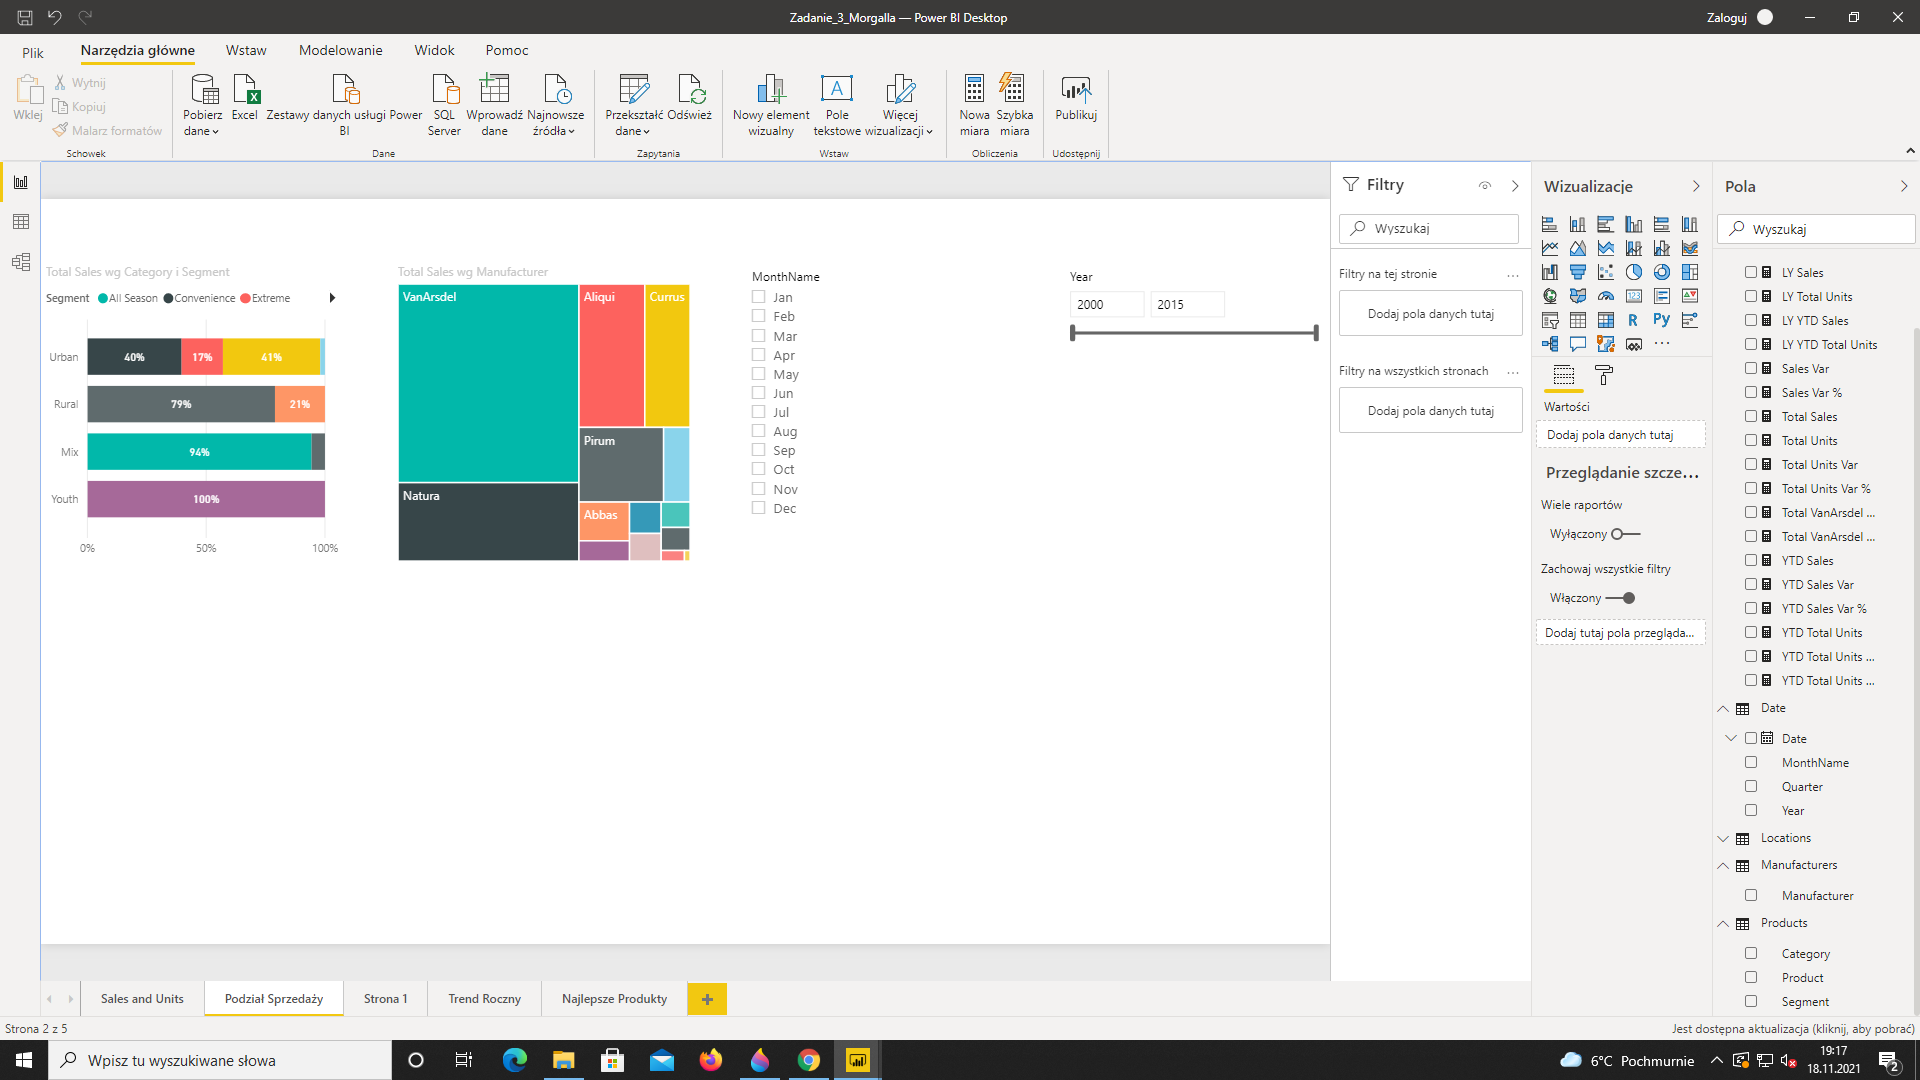 Zadanie_3_Morgalla — Power BI Desktop
Zaloguj
Plik
Narzędzia główne
Wstaw
Modelowanie
Widok
Pomoc
Wklej
Wytnij
Kopiuj
Malarz formatów
Schowek
Pobierz dane
Excel
Zestawy danych usługi Power BI
SQL Server
Wprowadź dane
Najnowsze źródła
Dane
Przekształć dane
Odśwież
Zapytania
Nowy element wizualny
Pole tekstowe
Więcej wizualizacji
Wstaw
Nowa miara
Szybka miara
Obliczenia
Publikuj
Udostępnij
Total Sales wg Category i Segment
Segment All Season Convenience Extreme
Urban 40% 17% 41%
Rural 79% 21%
Mix 94%
Youth 100%
0% 50% 100%
Total Sales wg Manufacturer
VanArsdel
Aliqui
Currus
Pirum
Natura
Abbas
MonthName
Jan
Feb
Mar
Apr
May
Jun
Jul
Aug
Sep
Oct
Nov
Dec
Year
2000 2015
Filtry
Wyszukaj
Filtry na tej stronie ...
Dodaj pola danych tutaj
Filtry na wszystkich stronach ...
Dodaj pola danych tutaj
Wizualizacje
123
R
Py
...
Wartości
Dodaj pola danych tutaj
Przeglądanie szcze...
Wiele raportów
Wyłączony
Zachowaj wszystkie filtry
Włączony
Dodaj tutaj pola przegląda...
Pola
Wyszukaj
LY Sales
LY Total Units
LY YTD Sales
LY YTD Total Units
Sales Var
Sales Var %
Total Sales
Total Units
Total Units Var
Total Units Var %
Total VanArsdel ...
Total VanArsdel ...
YTD Sales
YTD Sales Var
YTD Sales Var %
YTD Total Units
YTD Total Units ...
YTD Total Units ...
Date
Date
MonthName
Quarter
Year
Locations
Manufacturers
Manufacturer
Products
Category
Product
Segment
Sales and Units
Podział Sprzedaży
Strona 1
Trend Roczny
Najlepsze Produkty
Strona 2 z 5
Jest dostępna aktualizacja (kliknij, aby pobrać)
Wpisz tu wyszukiwane słowa
6°C Pochmurnie
19:17
18.11.2021
2